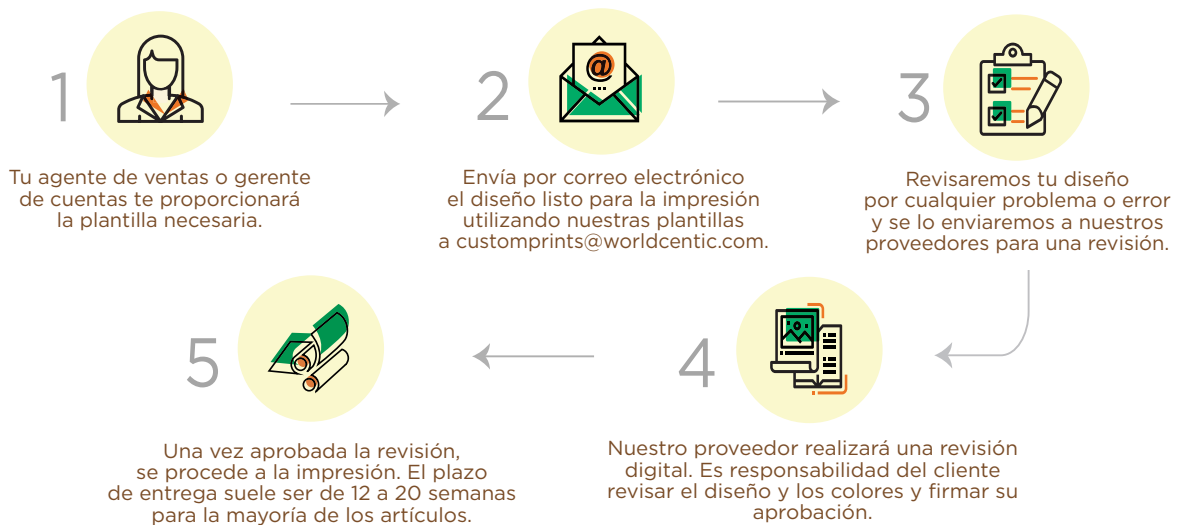 1
Tu agente de ventas o gerente
de cuentas te proporcionará
la plantilla necesaria.
2
@
Envía por correo electrónico
el diseño listo para la impresión
utilizando nuestras plantillas
a customprints@worldcentic.com.
3
Revisaremos tu diseño
por cualquier problema o error
y se lo enviaremos a nuestros
proveedores para una revisión.
4
Nuestro proveedor realizará una revisión
digital. Es responsabilidad del cliente
revisar el diseño y los colores y firmar su
aprobación.
5
Una vez aprobada la revisión,
se procede a la impresión. El plazo
de entrega suele ser de 12 a 20 semanas
para la mayoría de los artículos.